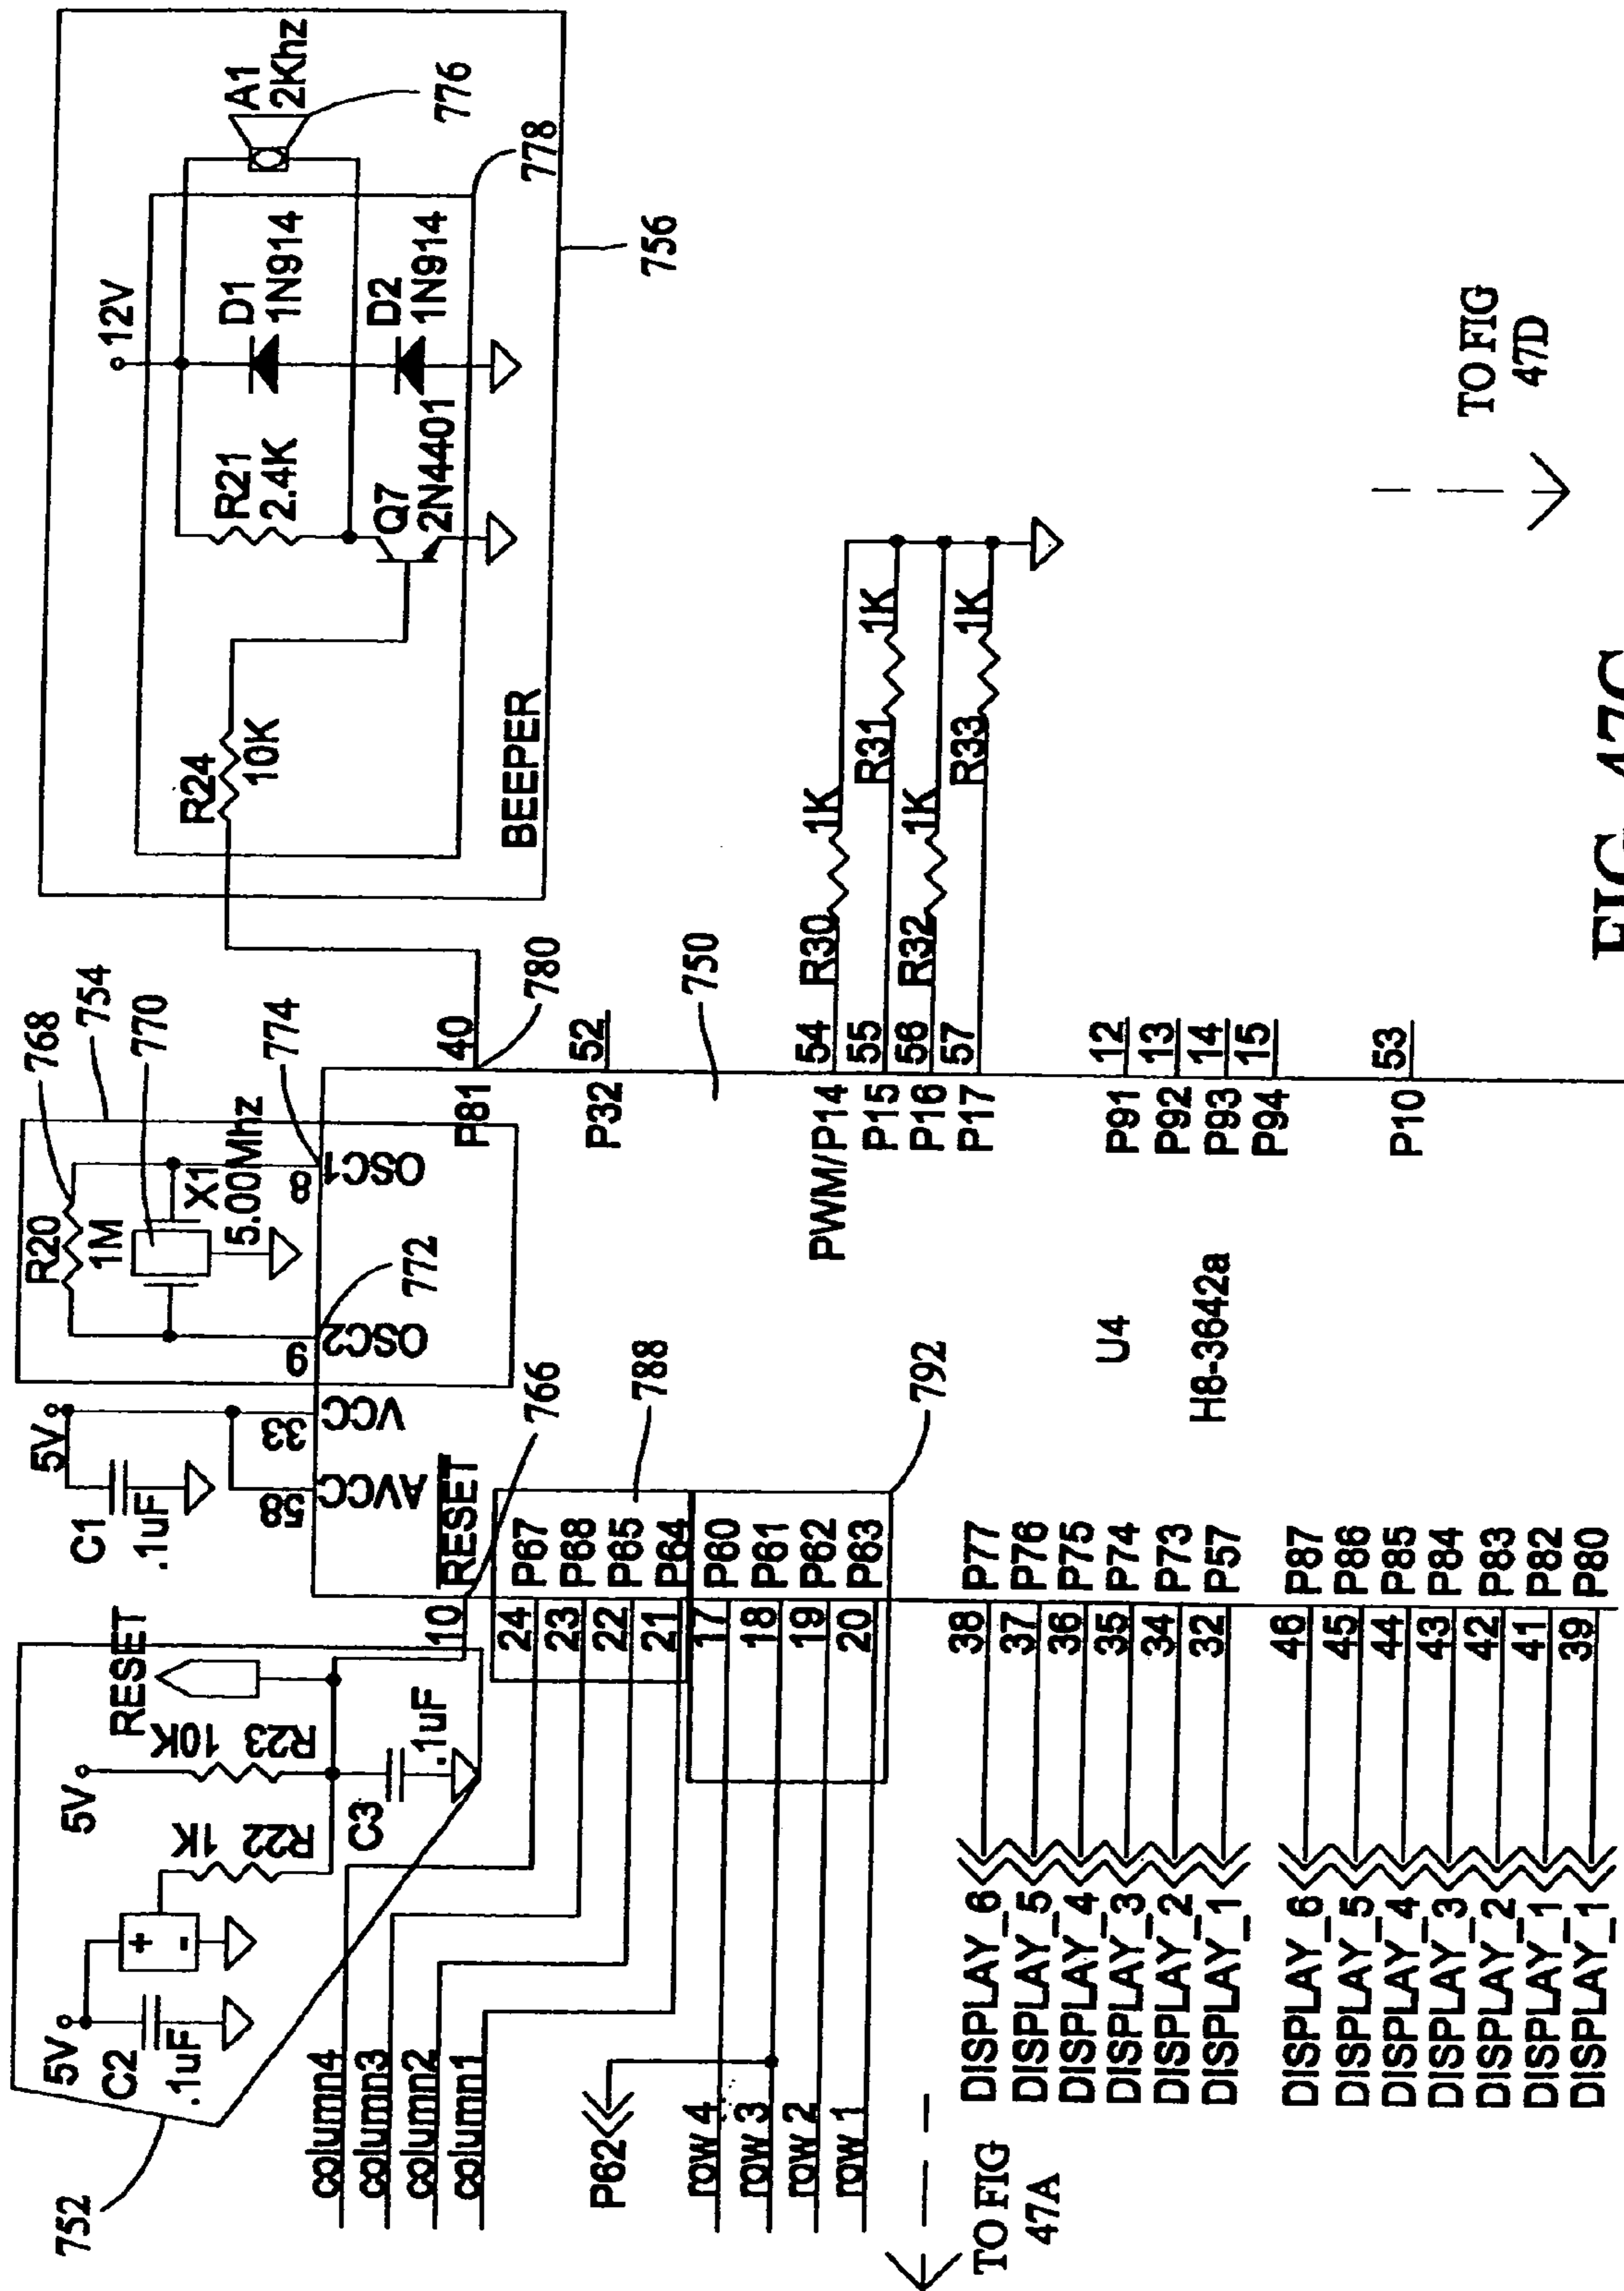 752
5V
C2
.1uF
+
-
R22 1K
5V
R23 10K
RESET
C3
.1uF
C1
.1uF
5V
58
AVCC
33
VCC
9
OSC2
772
R20
1M
X1
5.00Mhz
8
OSC1
768
754
770
774
R24
10K
12V
R21
2.4K
D1
1N914
A1
2Khz
776
Q7
2N4401
D2
1N914
778
BEEPER
756
780
P81 40
P32 52
750
766
RESET
10
column4
column3
column2
column1
24 P67
23 P68
22 P65
21 P64
788
P62
row 4
row 3
row 2
row 1
17 P60
18 P61
19 P62
20 P63
792
TO FIG
47A
PWM/P14 54 R30 1K
P15 55 R31 1K
P16 56 R32 1K
P17 57 R33 1K
P91 12
P92 13
P93 14
P94 15
P10 53
U4
H8-3642a
DISPLAY_6 38 P77
DISPLAY_5 37 P76
DISPLAY_4 36 P75
DISPLAY_3 35 P74
DISPLAY_2 34 P73
DISPLAY_1 32 P57
DISPLAY_6 46 P87
DISPLAY_5 45 P86
DISPLAY_4 44 P85
DISPLAY_3 43 P84
DISPLAY_2 42 P83
DISPLAY_1 41 P82
DISPLAY_1 39 P80
TO FIG
47D
FIG 47C